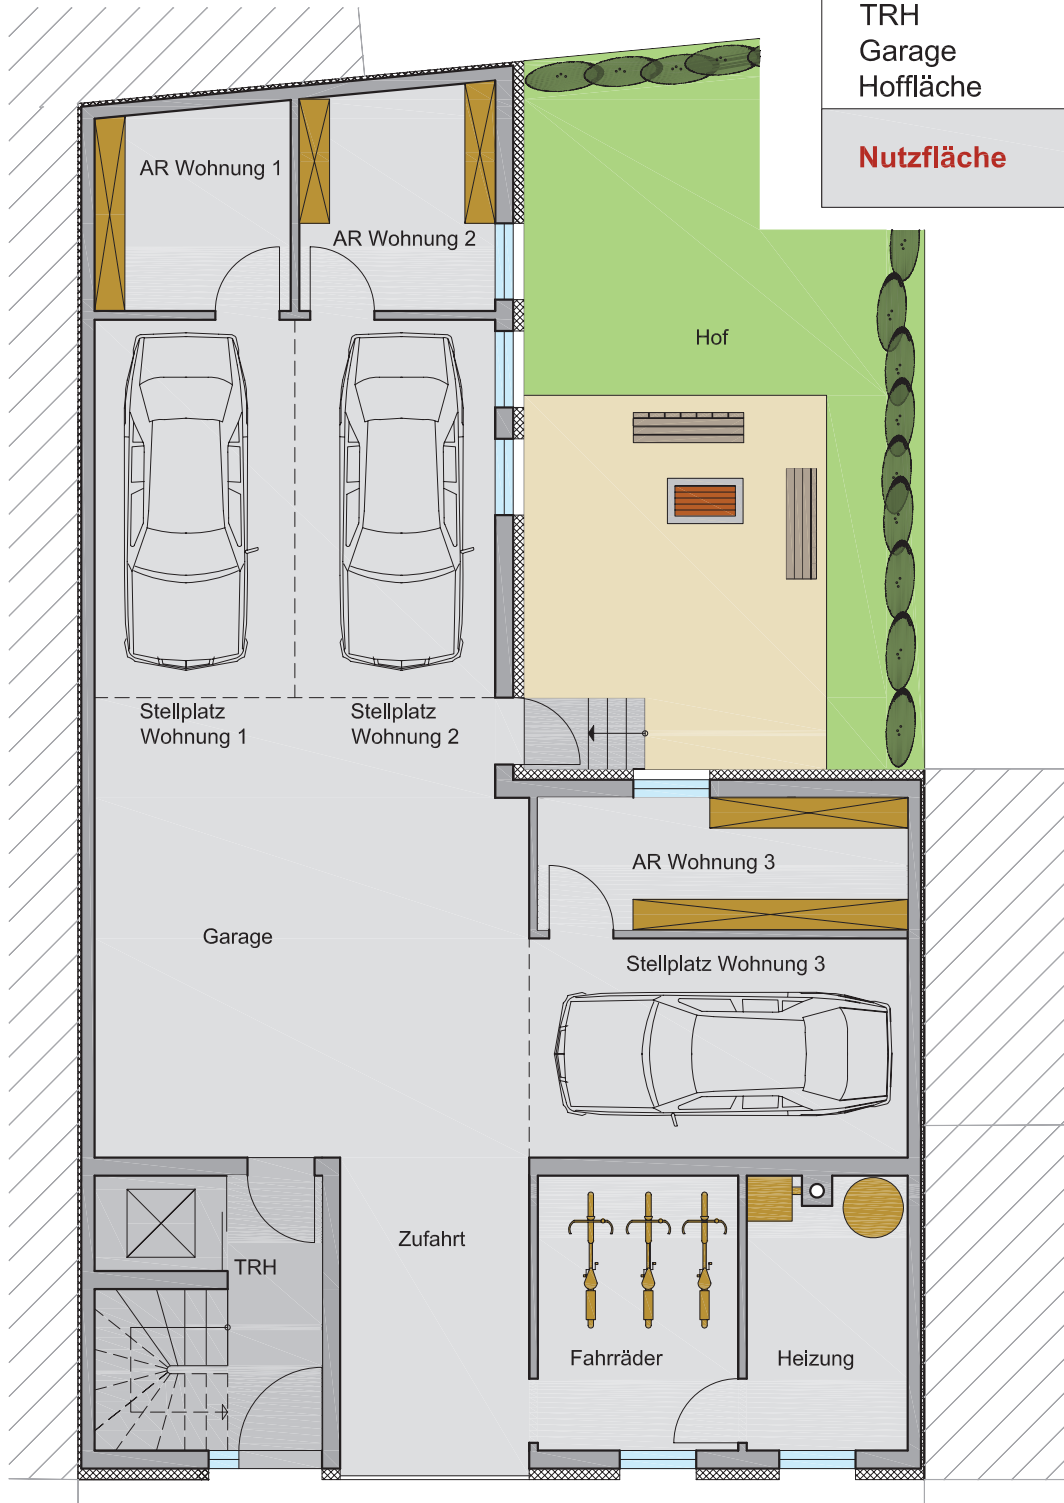 TRH
Garage
Hoffläche
Nutzfläche
AR Wohnung 1
AR Wohnung 2
Hof
Stellplatz
Wohnung 1
Stellplatz
Wohnung 2
AR Wohnung 3
Garage
Stellplatz Wohnung 3
Zufahrt
TRH
Fahrräder
Heizung